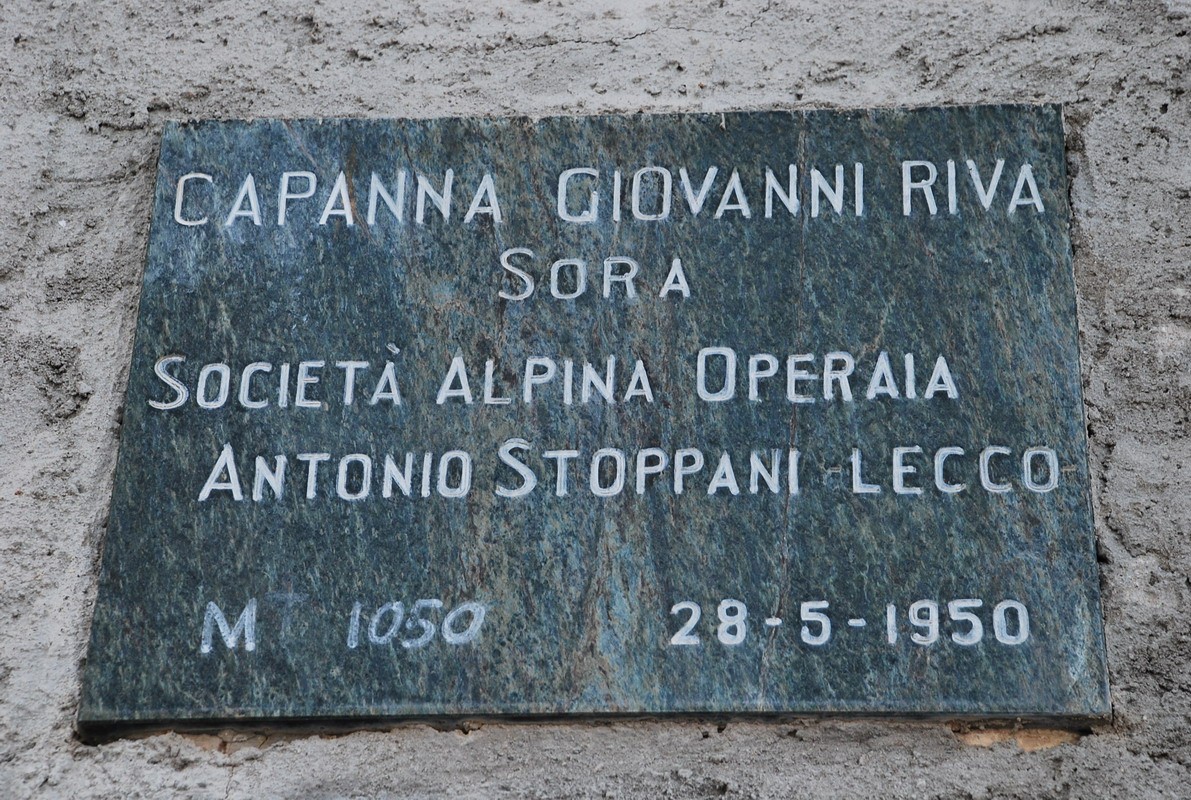 CAPANNA GIOVANNI RIVA
SORA
SOCIETÀ ALPINA OPERAIA
ANTONIO STOPPANI - LECCO -
MT 1050 28-5-1950